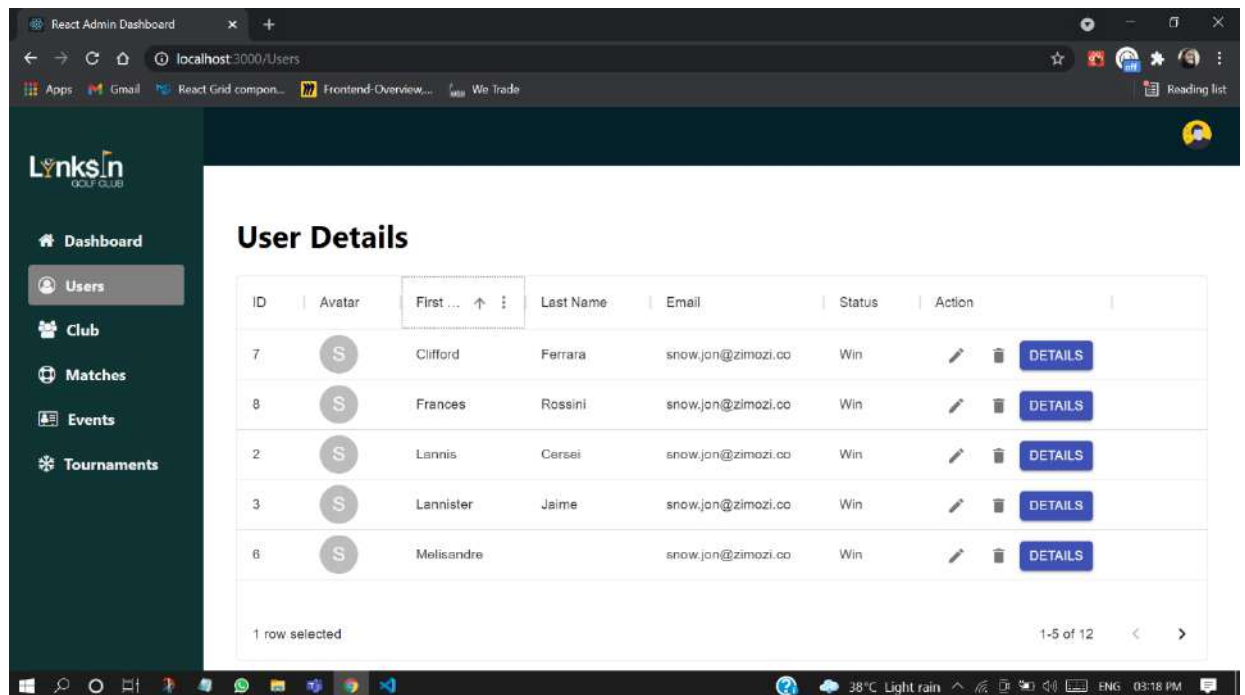 React Admin Dashboard
localhost:3000/Users
off
Apps Gmail React Grid compon... Frontend-Overview,... We Trade Reading list
LynksIn
GOLF CLUB
Dashboard
Users
Club
Matches
Events
Tournaments
User Details
ID Avatar First ... Last Name Email Status Action
7 S Clifford Ferrara snow.jon@zimozi.co Win DETAILS
8 S Frances Rossini snow.jon@zimozi.co Win DETAILS
2 S Lannis Cersei snow.jon@zimozi.co Win DETAILS
3 S Lannister Jaime snow.jon@zimozi.co Win DETAILS
6 S Melisandre snow.jon@zimozi.co Win DETAILS
1 row selected 1-5 of 12
38°C Light rain ENG 03:18 PM